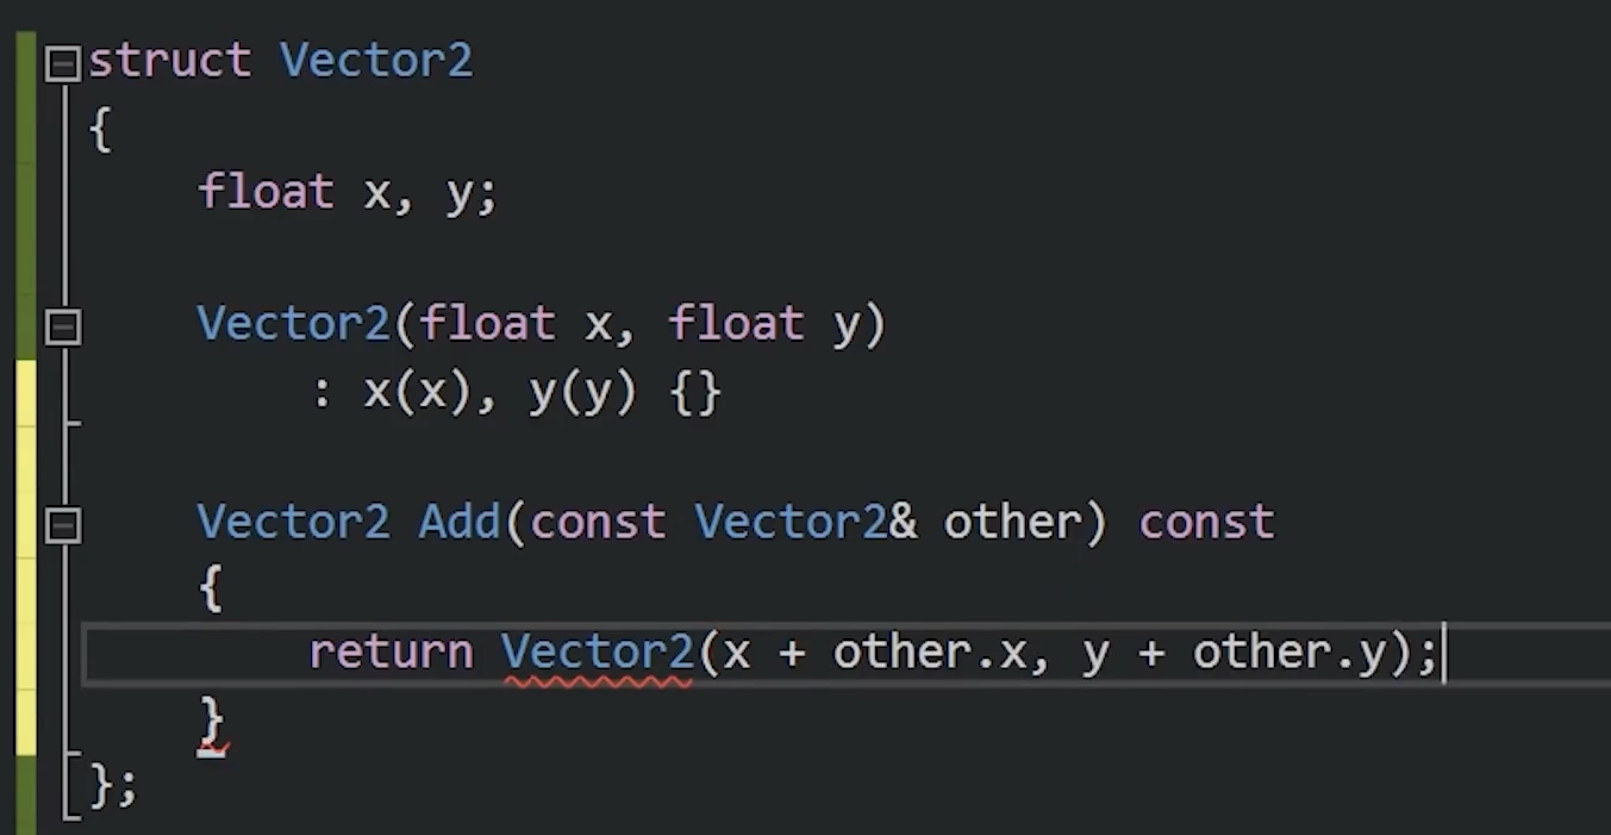 struct Vector2
{
    float x, y;

    Vector2(float x, float y)
        : x(x), y(y) {}

    Vector2 Add(const Vector2& other) const
    {
        return Vector2(x + other.x, y + other.y);
    }
};